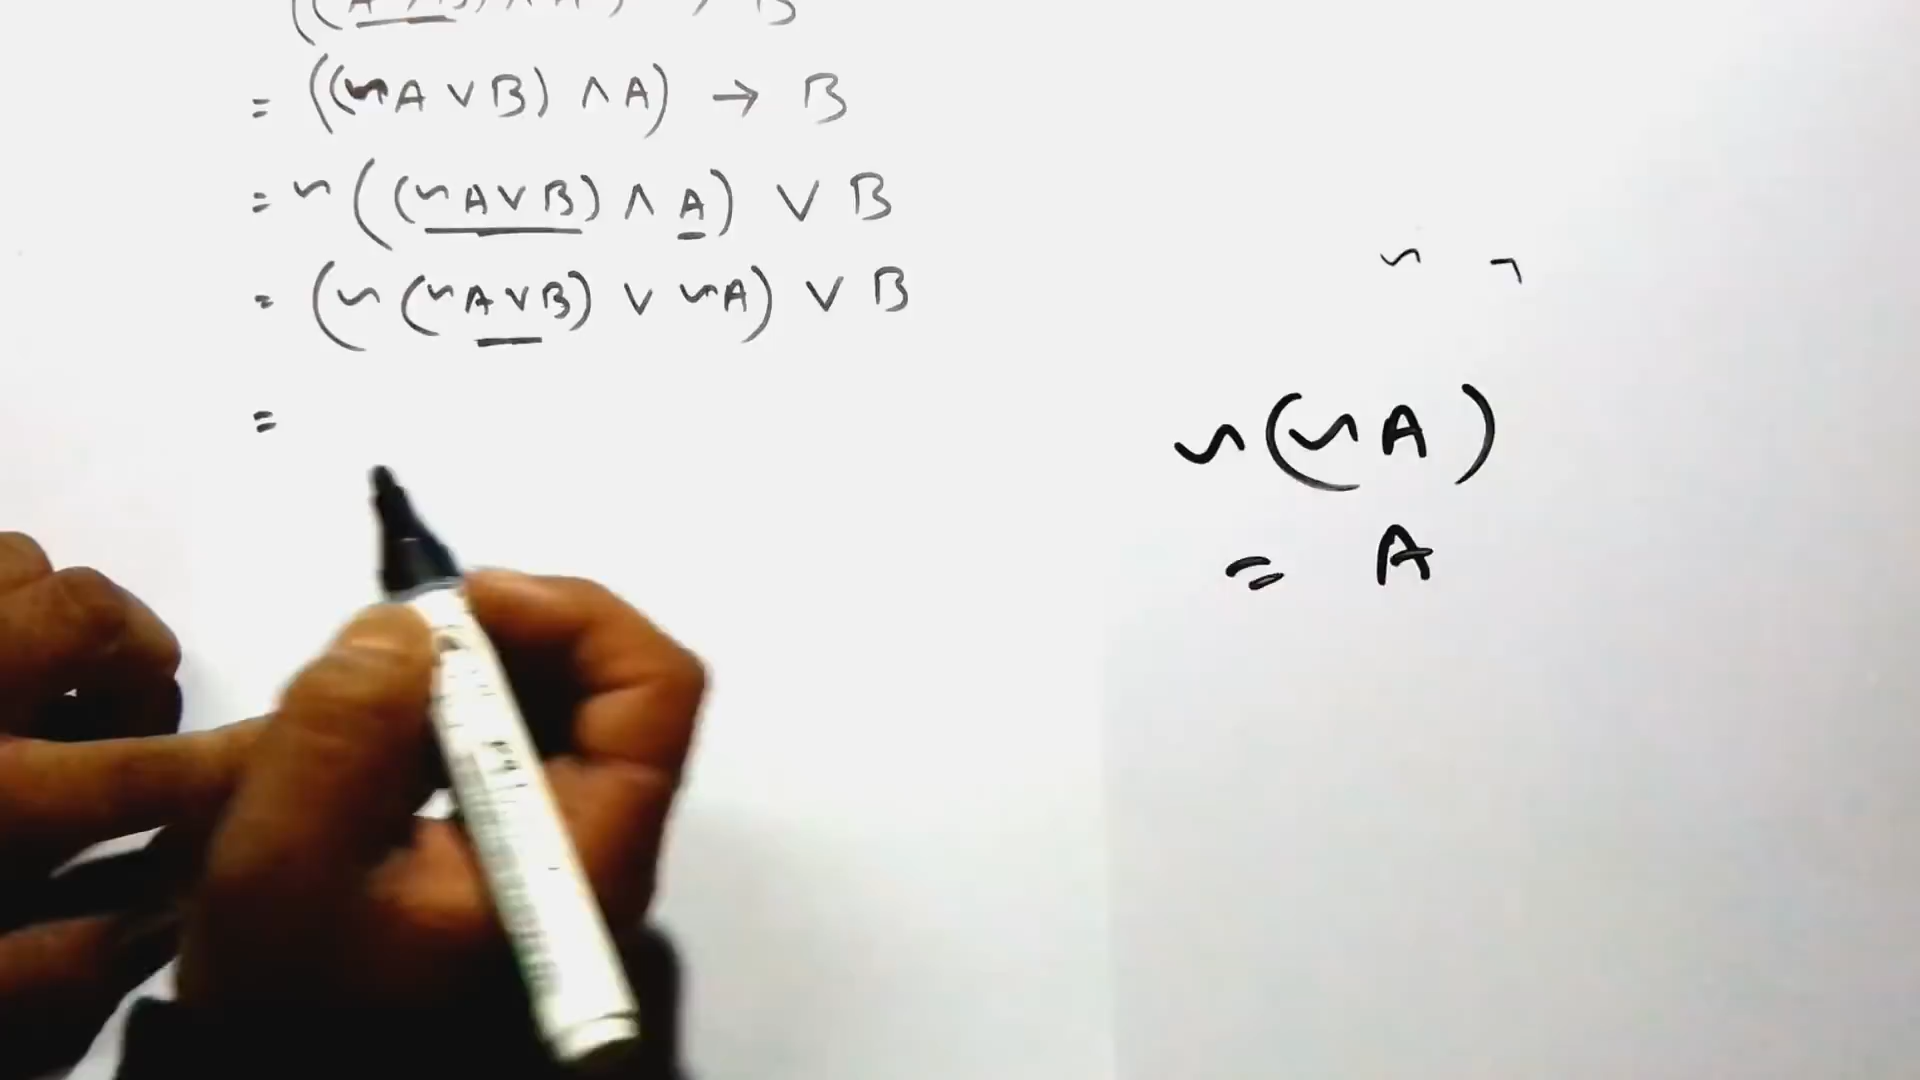 = ((~A ∨ B) ∧ A) → B
= ~((~A ∨ B) ∧ A) ∨ B
= (~(~A ∨ B) ∨ ~A) ∨ B
=
~ ¬
~(~A)
= A